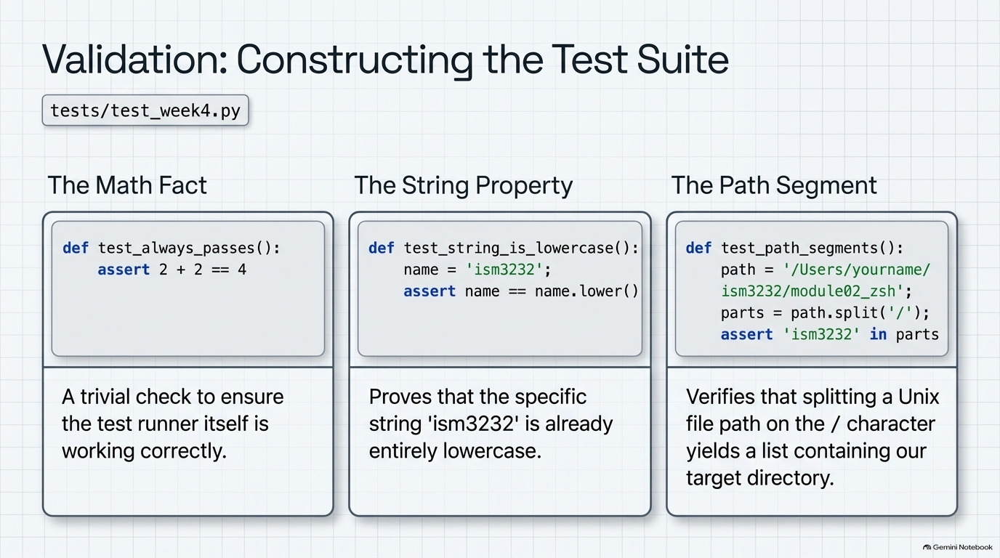 Validation: Constructing the Test Suite
tests/test_week4.py
The Math Fact
def test_always_passes():
    assert 2 + 2 == 4
A trivial check to ensure
the test runner itself is
working correctly.
The String Property
def test_string_is_lowercase():
    name = 'ism3232';
    assert name == name.lower()
Proves that the specific
string 'ism3232' is already
entirely lowercase.
The Path Segment
def test_path_segments():
    path = '/Users/yourname/
    ism3232/module02_zsh';
    parts = path.split('/');
    assert 'ism3232' in parts
Verifies that splitting a Unix
file path on the / character
yields a list containing our
target directory.
Gemini Notebook